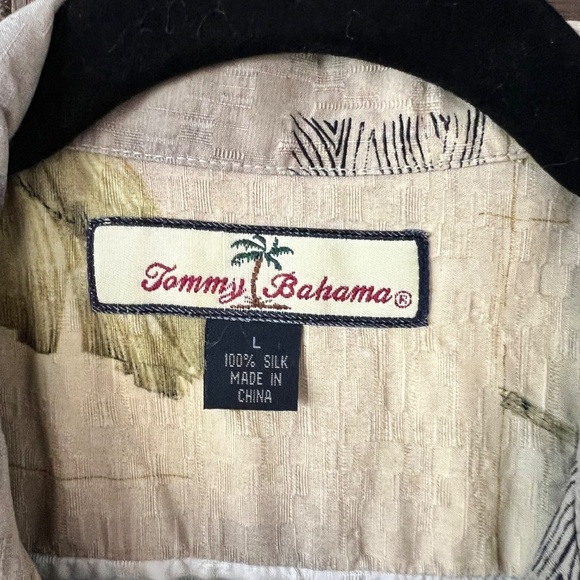 Tommy Bahama®
L
100% SILK
MADE IN
CHINA